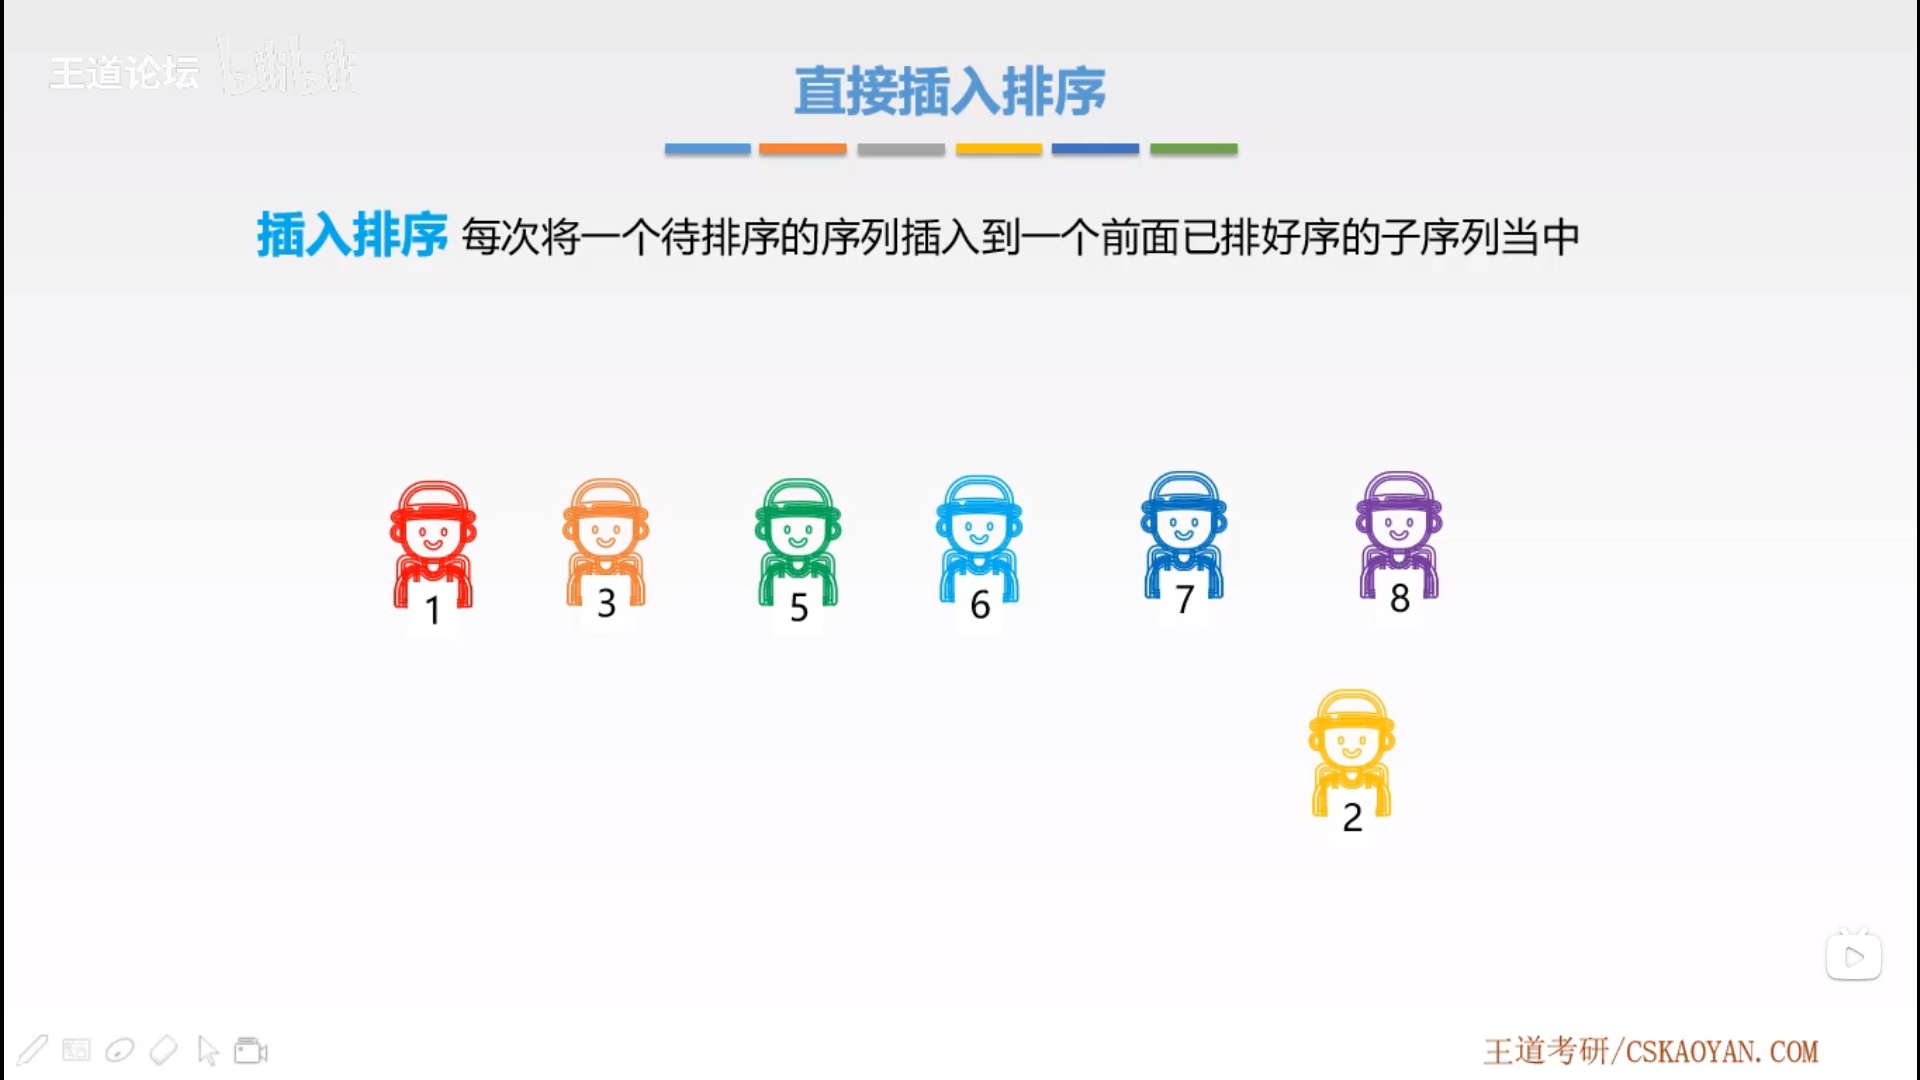 王道论坛 bilibili
直接插入排序
插入排序 每次将一个待排序的序列插入到一个前面已排好序的子序列当中
1 3 5 6 7 8
2
王道考研/CSKAOYAN.COM